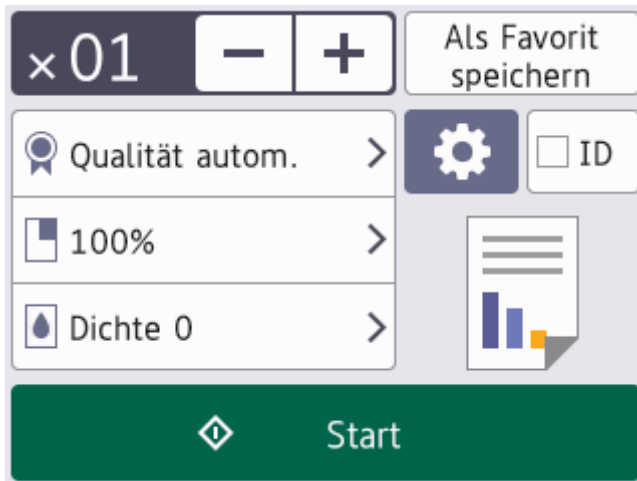 ×01 − +
Als Favorit
speichern
Qualität autom.
ID
100%
Dichte 0
Start